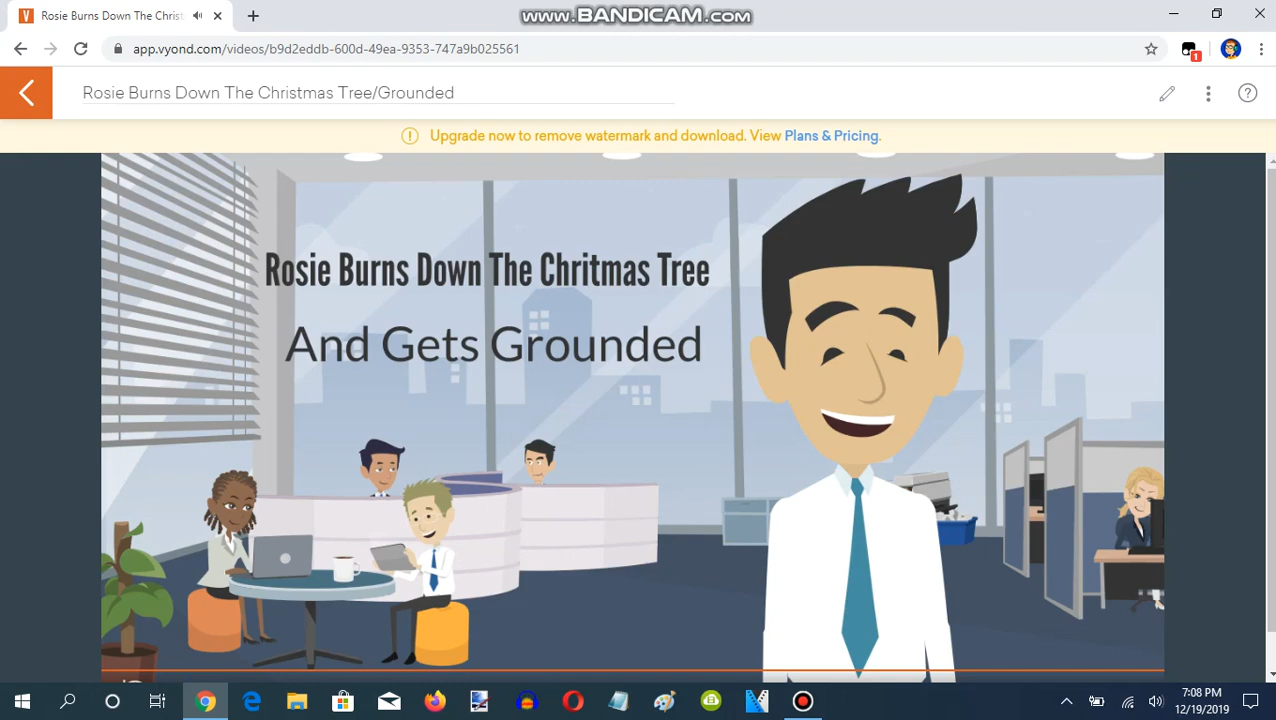 www.BANDICAM.com
Rosie Burns Down The Christ
app.vyond.com/videos/b9d2eddb-600d-49ea-9353-747a9b025561
1
Rosie Burns Down The Christmas Tree/Grounded
Upgrade now to remove watermark and download. View Plans & Pricing.
Rosie Burns Down The Chritmas Tree
And Gets Grounded
7:08 PM
12/19/2019